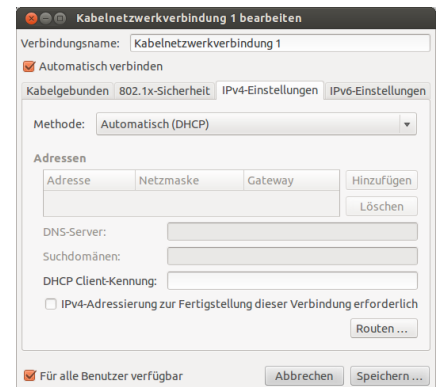 Kabelnetzwerkverbindung 1 bearbeiten
Verbindungsname: Kabelnetzwerkverbindung 1
Automatisch verbinden
Kabelgebunden 802.1x-Sicherheit IPv4-Einstellungen IPv6-Einstellungen
Methode: Automatisch (DHCP)
Adressen
Adresse Netzmaske Gateway Hinzufügen
Löschen
DNS-Server:
Suchdomänen:
DHCP Client-Kennung:
IPv4-Adressierung zur Fertigstellung dieser Verbindung erforderlich
Routen ...
Für alle Benutzer verfügbar Abbrechen Speichern ...